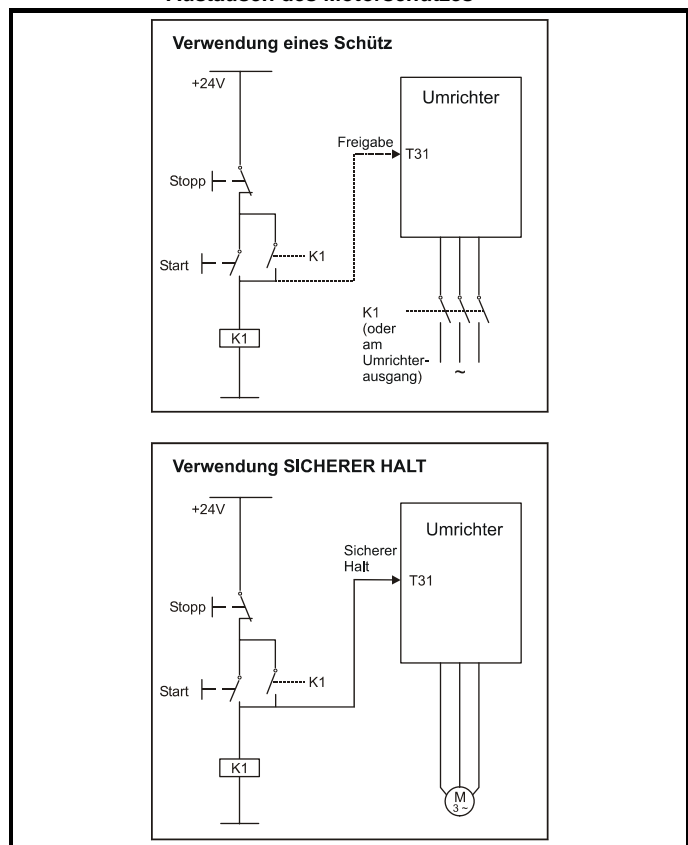 Verwendung eines Schütz
+24V
Umrichter
Freigabe
T31
Stopp
K1
Start
K1
K1
(oder
am
Umrichter-
ausgang)
~
Verwendung SICHERER HALT
+24V
Umrichter
Sicherer
Halt
T31
Stopp
K1
Start
K1
M
3 ~